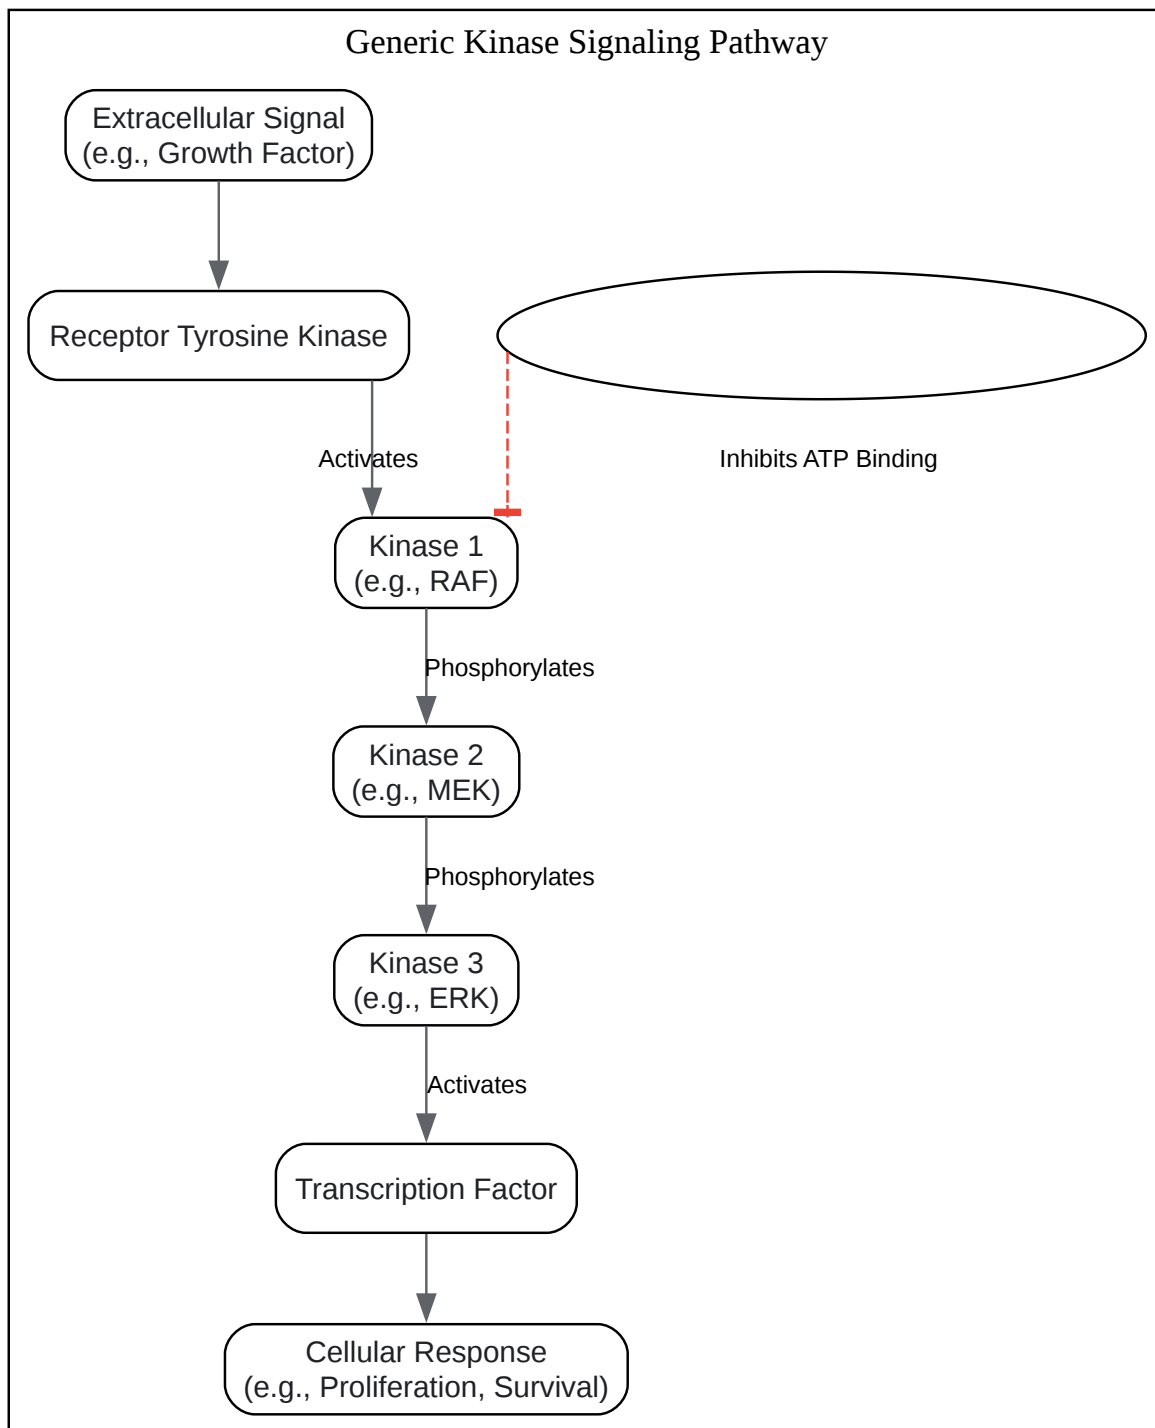 Generic Kinase Signaling Pathway
Extracellular Signal
(e.g., Growth Factor)
Receptor Tyrosine Kinase
Activates
Inhibits ATP Binding
Kinase 1
(e.g., RAF)
Phosphorylates
Kinase 2
(e.g., MEK)
Phosphorylates
Kinase 3
(e.g., ERK)
Activates
Transcription Factor
Cellular Response
(e.g., Proliferation, Survival)